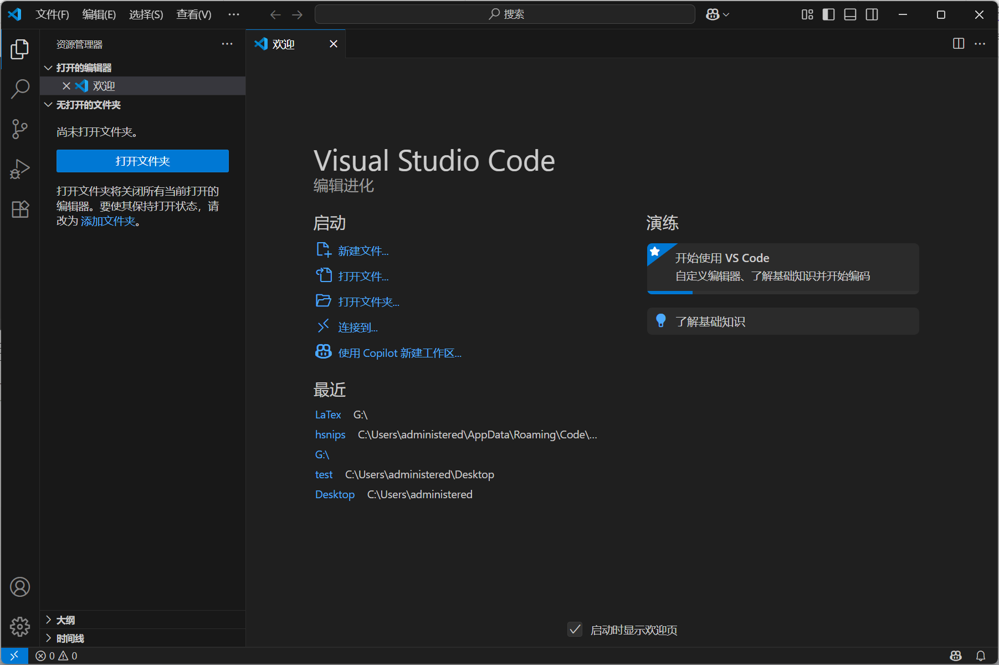 文件(F) 编辑(E) 选择(S) 查看(V) ···
搜索
资源管理器 ···
欢迎
打开的编辑器
欢迎
无打开的文件夹
尚未打开文件夹。
打开文件夹
打开文件夹将关闭所有当前打开的
编辑器。要使其保持打开状态，请
改为 添加文件夹。
Visual Studio Code
编辑进化
启动
新建文件...
打开文件...
打开文件夹...
连接到...
使用 Copilot 新建工作区...
最近
LaTex G:\
hsnips C:\Users\administered\AppData\Roaming\Code\...
G:\
test C:\Users\administered\Desktop
Desktop C:\Users\administered
演练
开始使用 VS Code
自定义编辑器、了解基础知识并开始编码
了解基础知识
启动时显示欢迎页
大纲
时间线
0 0